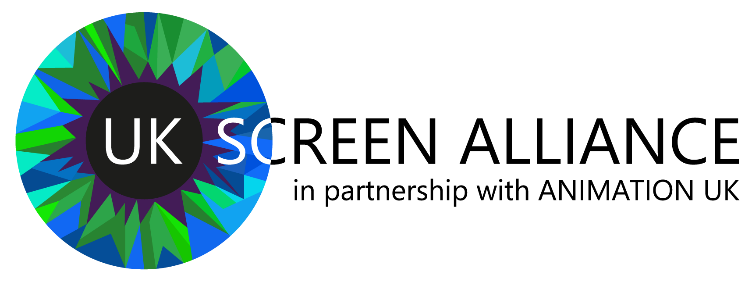 UK SCREEN ALLIANCE
in partnership with ANIMATION UK